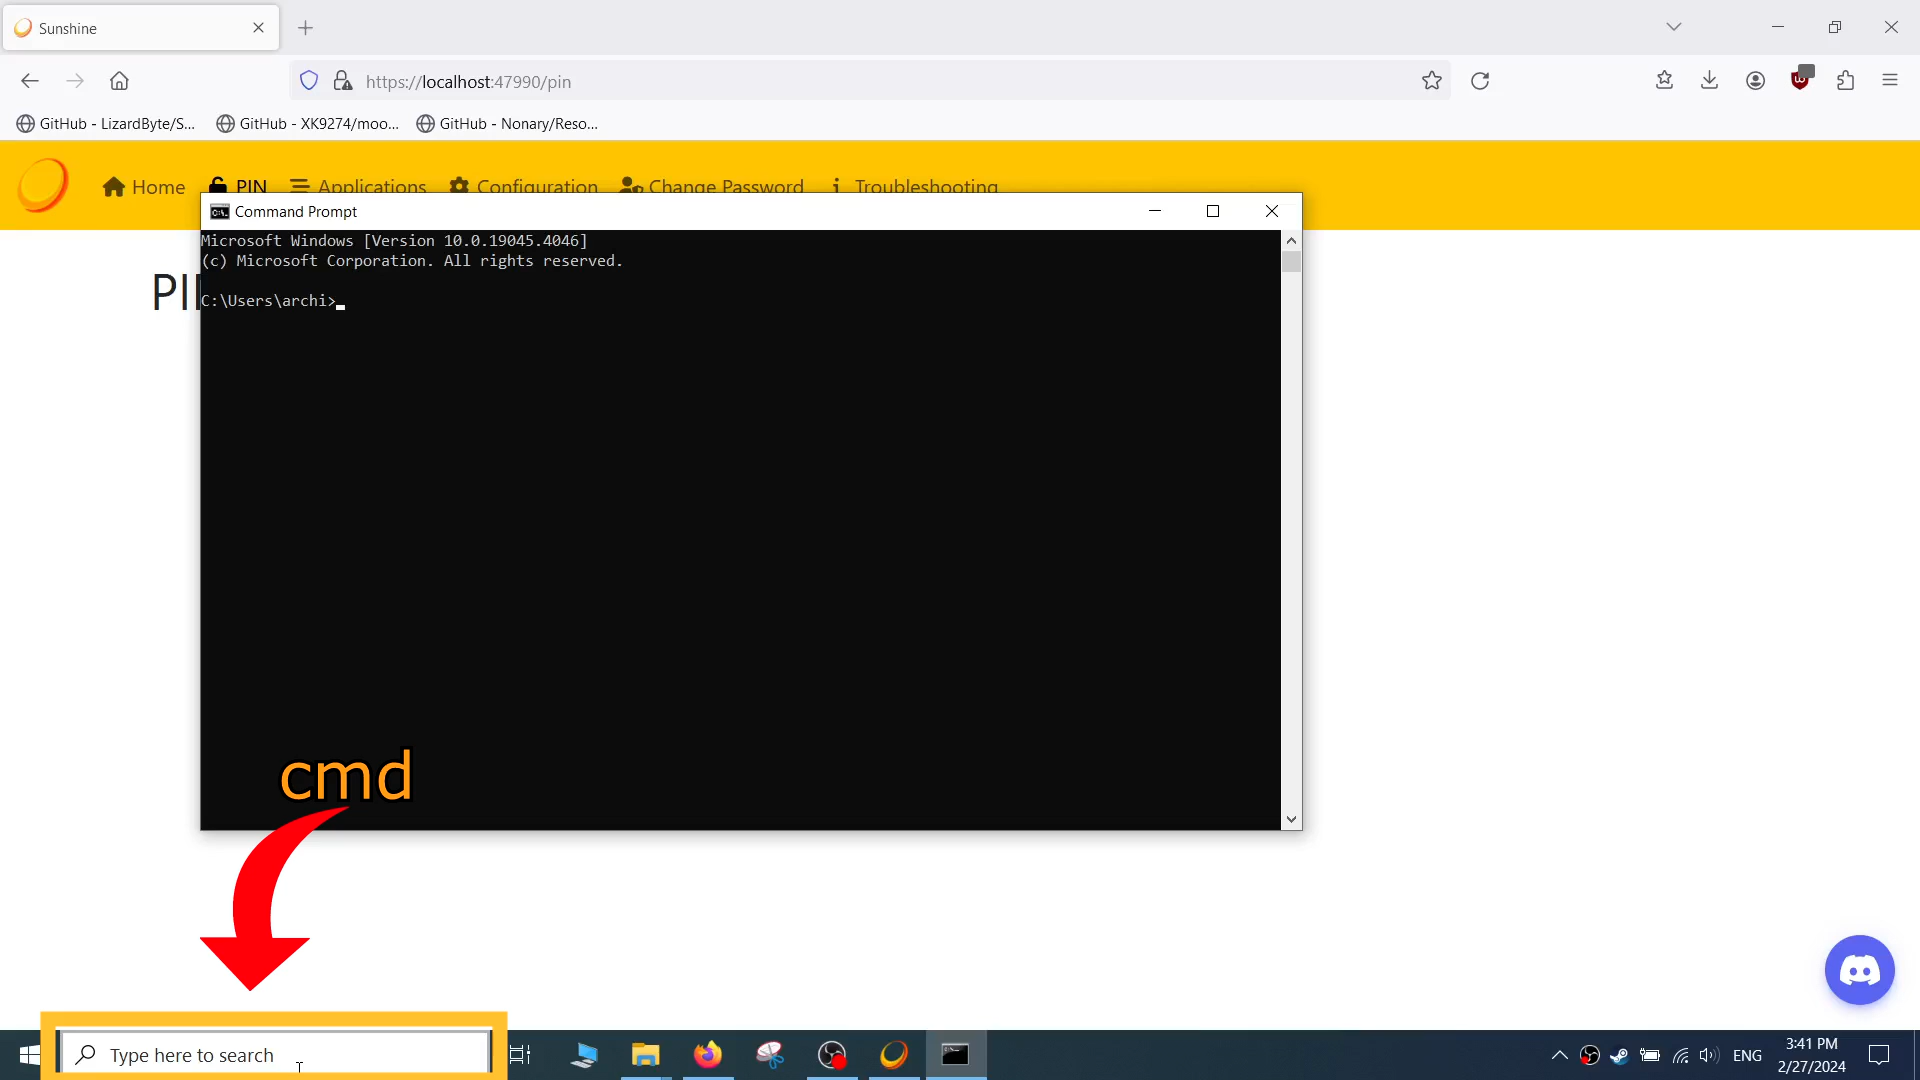 Sunshine
https://localhost:47990/pin
GitHub - LizardByte/S...
GitHub - XK9274/moo...
GitHub - Nonary/Reso...
Home
PIN
Applications
Configuration
Change Password
Troubleshooting
Command Prompt
Microsoft Windows [Version 10.0.19045.4046]
(c) Microsoft Corporation. All rights reserved.
C:\Users\archi>
cmd
Type here to search
ENG
3:41 PM
2/27/2024